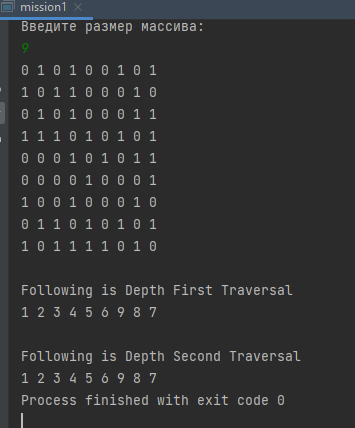 mission1
Введите размер массива:
9
0 1 0 1 0 0 1 0 1
1 0 1 1 0 0 0 1 0
0 1 0 1 0 0 0 1 1
1 1 1 0 1 0 1 0 1
0 0 0 1 0 1 0 1 1
0 0 0 0 1 0 0 0 1
1 0 0 1 0 0 0 1 0
0 1 1 0 1 0 1 0 1
1 0 1 1 1 1 0 1 0
Following is Depth First Traversal
1 2 3 4 5 6 9 8 7
Following is Depth Second Traversal
1 2 3 4 5 6 9 8 7
Process finished with exit code 0